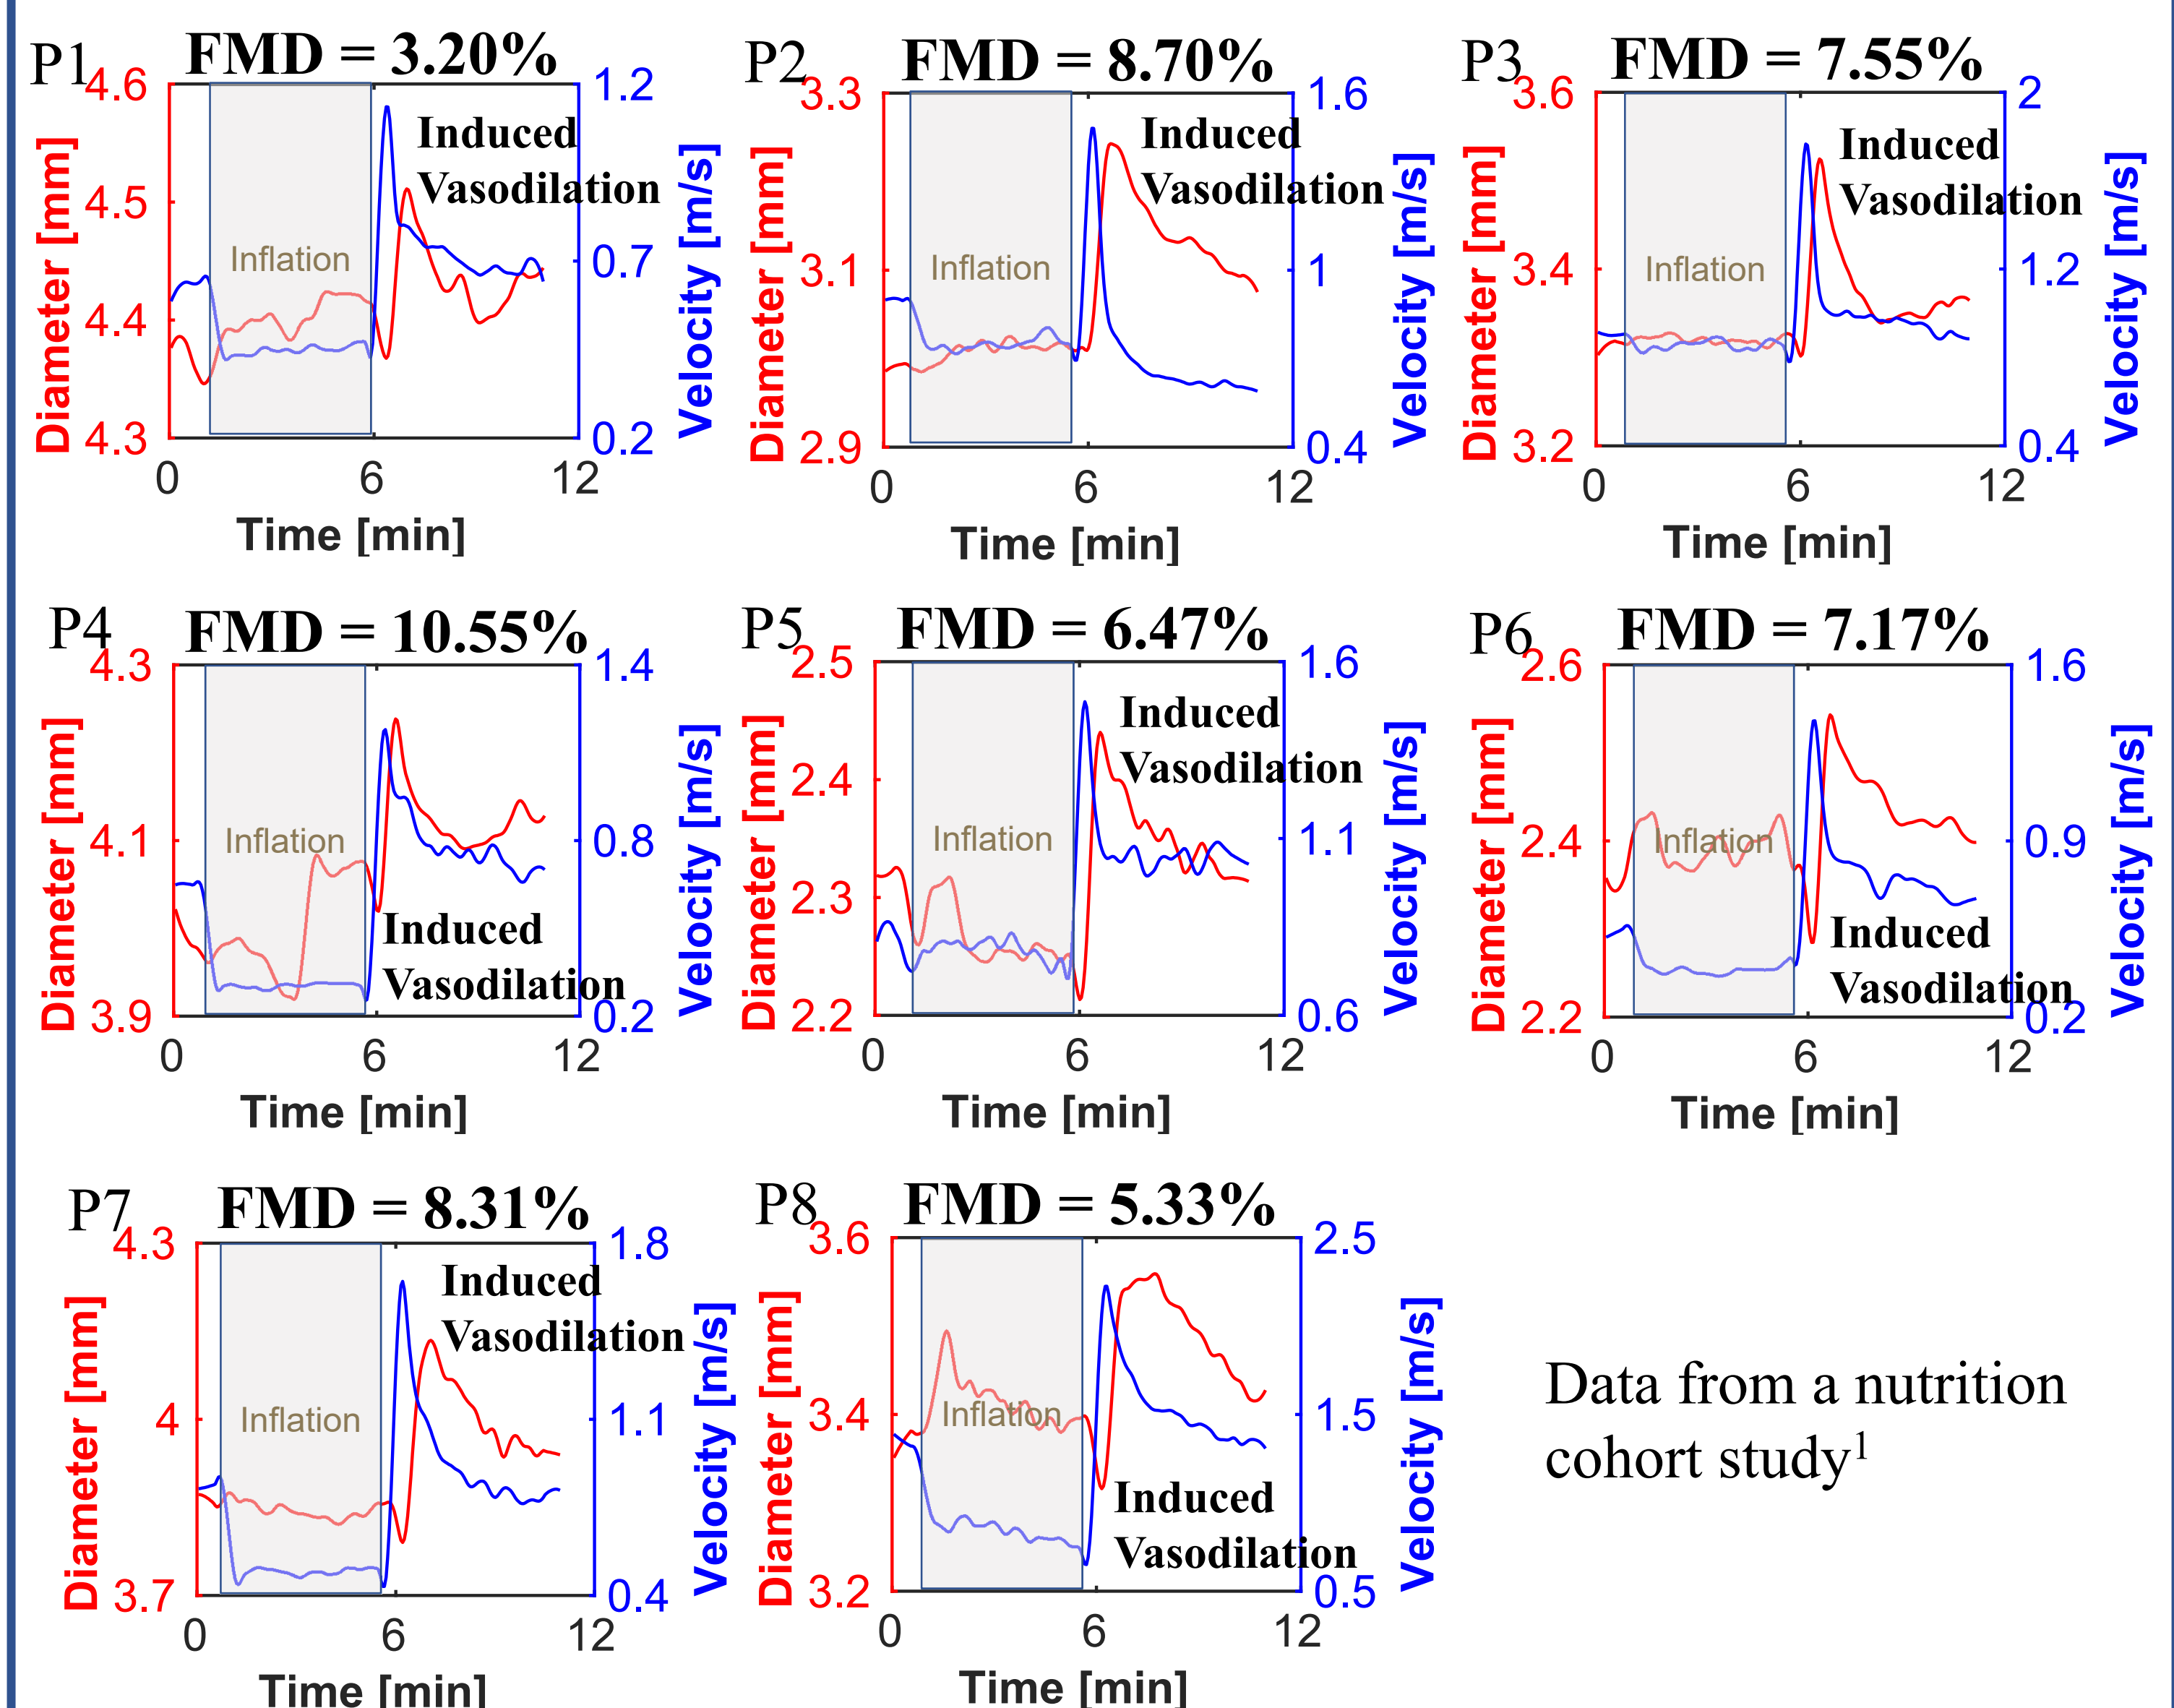 P1 FMD = 3.20%
4.6
4.5
4.4
4.3
Diameter [mm]
1.2
0.7
0.2
Velocity [m/s]
Inflation
Induced
Vasodilation
0 6 12
Time [min]
P2 FMD = 8.70%
3.3
3.1
2.9
Diameter [mm]
1.6
1
0.4
Velocity [m/s]
Inflation
Induced
Vasodilation
0 6 12
Time [min]
P3 FMD = 7.55%
3.6
3.4
3.2
Diameter [mm]
2
1.2
0.4
Velocity [m/s]
Inflation
Induced
Vasodilation
0 6 12
Time [min]
P4 FMD = 10.55%
4.3
4.1
3.9
Diameter [mm]
1.4
0.8
0.2
Velocity [m/s]
Inflation
Induced
Vasodilation
0 6 12
Time [min]
P5 FMD = 6.47%
2.5
2.4
2.3
2.2
Diameter [mm]
1.6
1.1
0.6
Velocity [m/s]
Inflation
Induced
Vasodilation
0 6 12
Time [min]
P6 FMD = 7.17%
2.6
2.4
2.2
Diameter [mm]
1.6
0.9
0.2
Velocity [m/s]
Inflation
Induced
Vasodilation
0 6 12
Time [min]
P7 FMD = 8.31%
4.3
4
3.7
Diameter [mm]
1.8
1.1
0.4
Velocity [m/s]
Inflation
Induced
Vasodilation
0 6 12
Time [min]
P8 FMD = 5.33%
3.6
3.4
3.2
Diameter [mm]
2.5
1.5
0.5
Velocity [m/s]
Inflation
Induced
Vasodilation
0 6 12
Time [min]
Data from a nutrition
cohort study¹